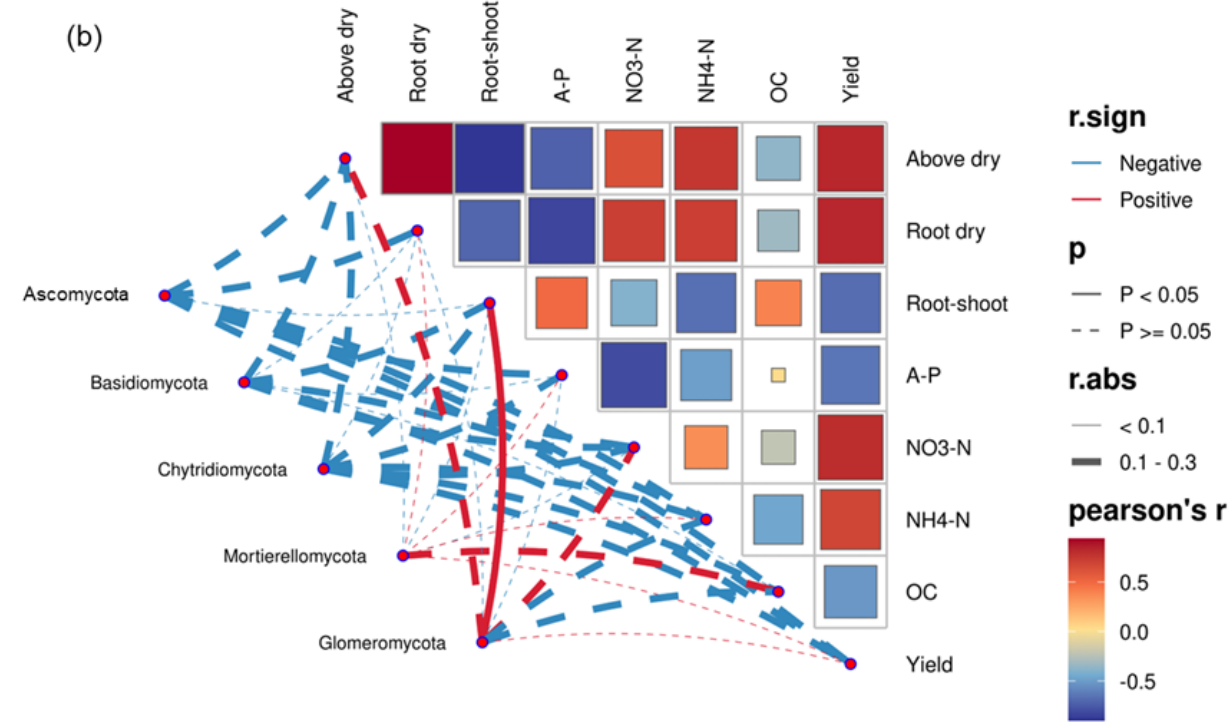 (b)
Above dry
Root dry
Root-shoot
A-P
NO3-N
NH4-N
OC
Yield
Above dry
Root dry
Root-shoot
A-P
NO3-N
NH4-N
OC
Yield
Ascomycota
Basidiomycota
Chytridiomycota
Mortierellomycota
Glomeromycota
r.sign
Negative
Positive
p
P < 0.05
P >= 0.05
r.abs
< 0.1
0.1 - 0.3
pearson's r
0.5
0.0
-0.5